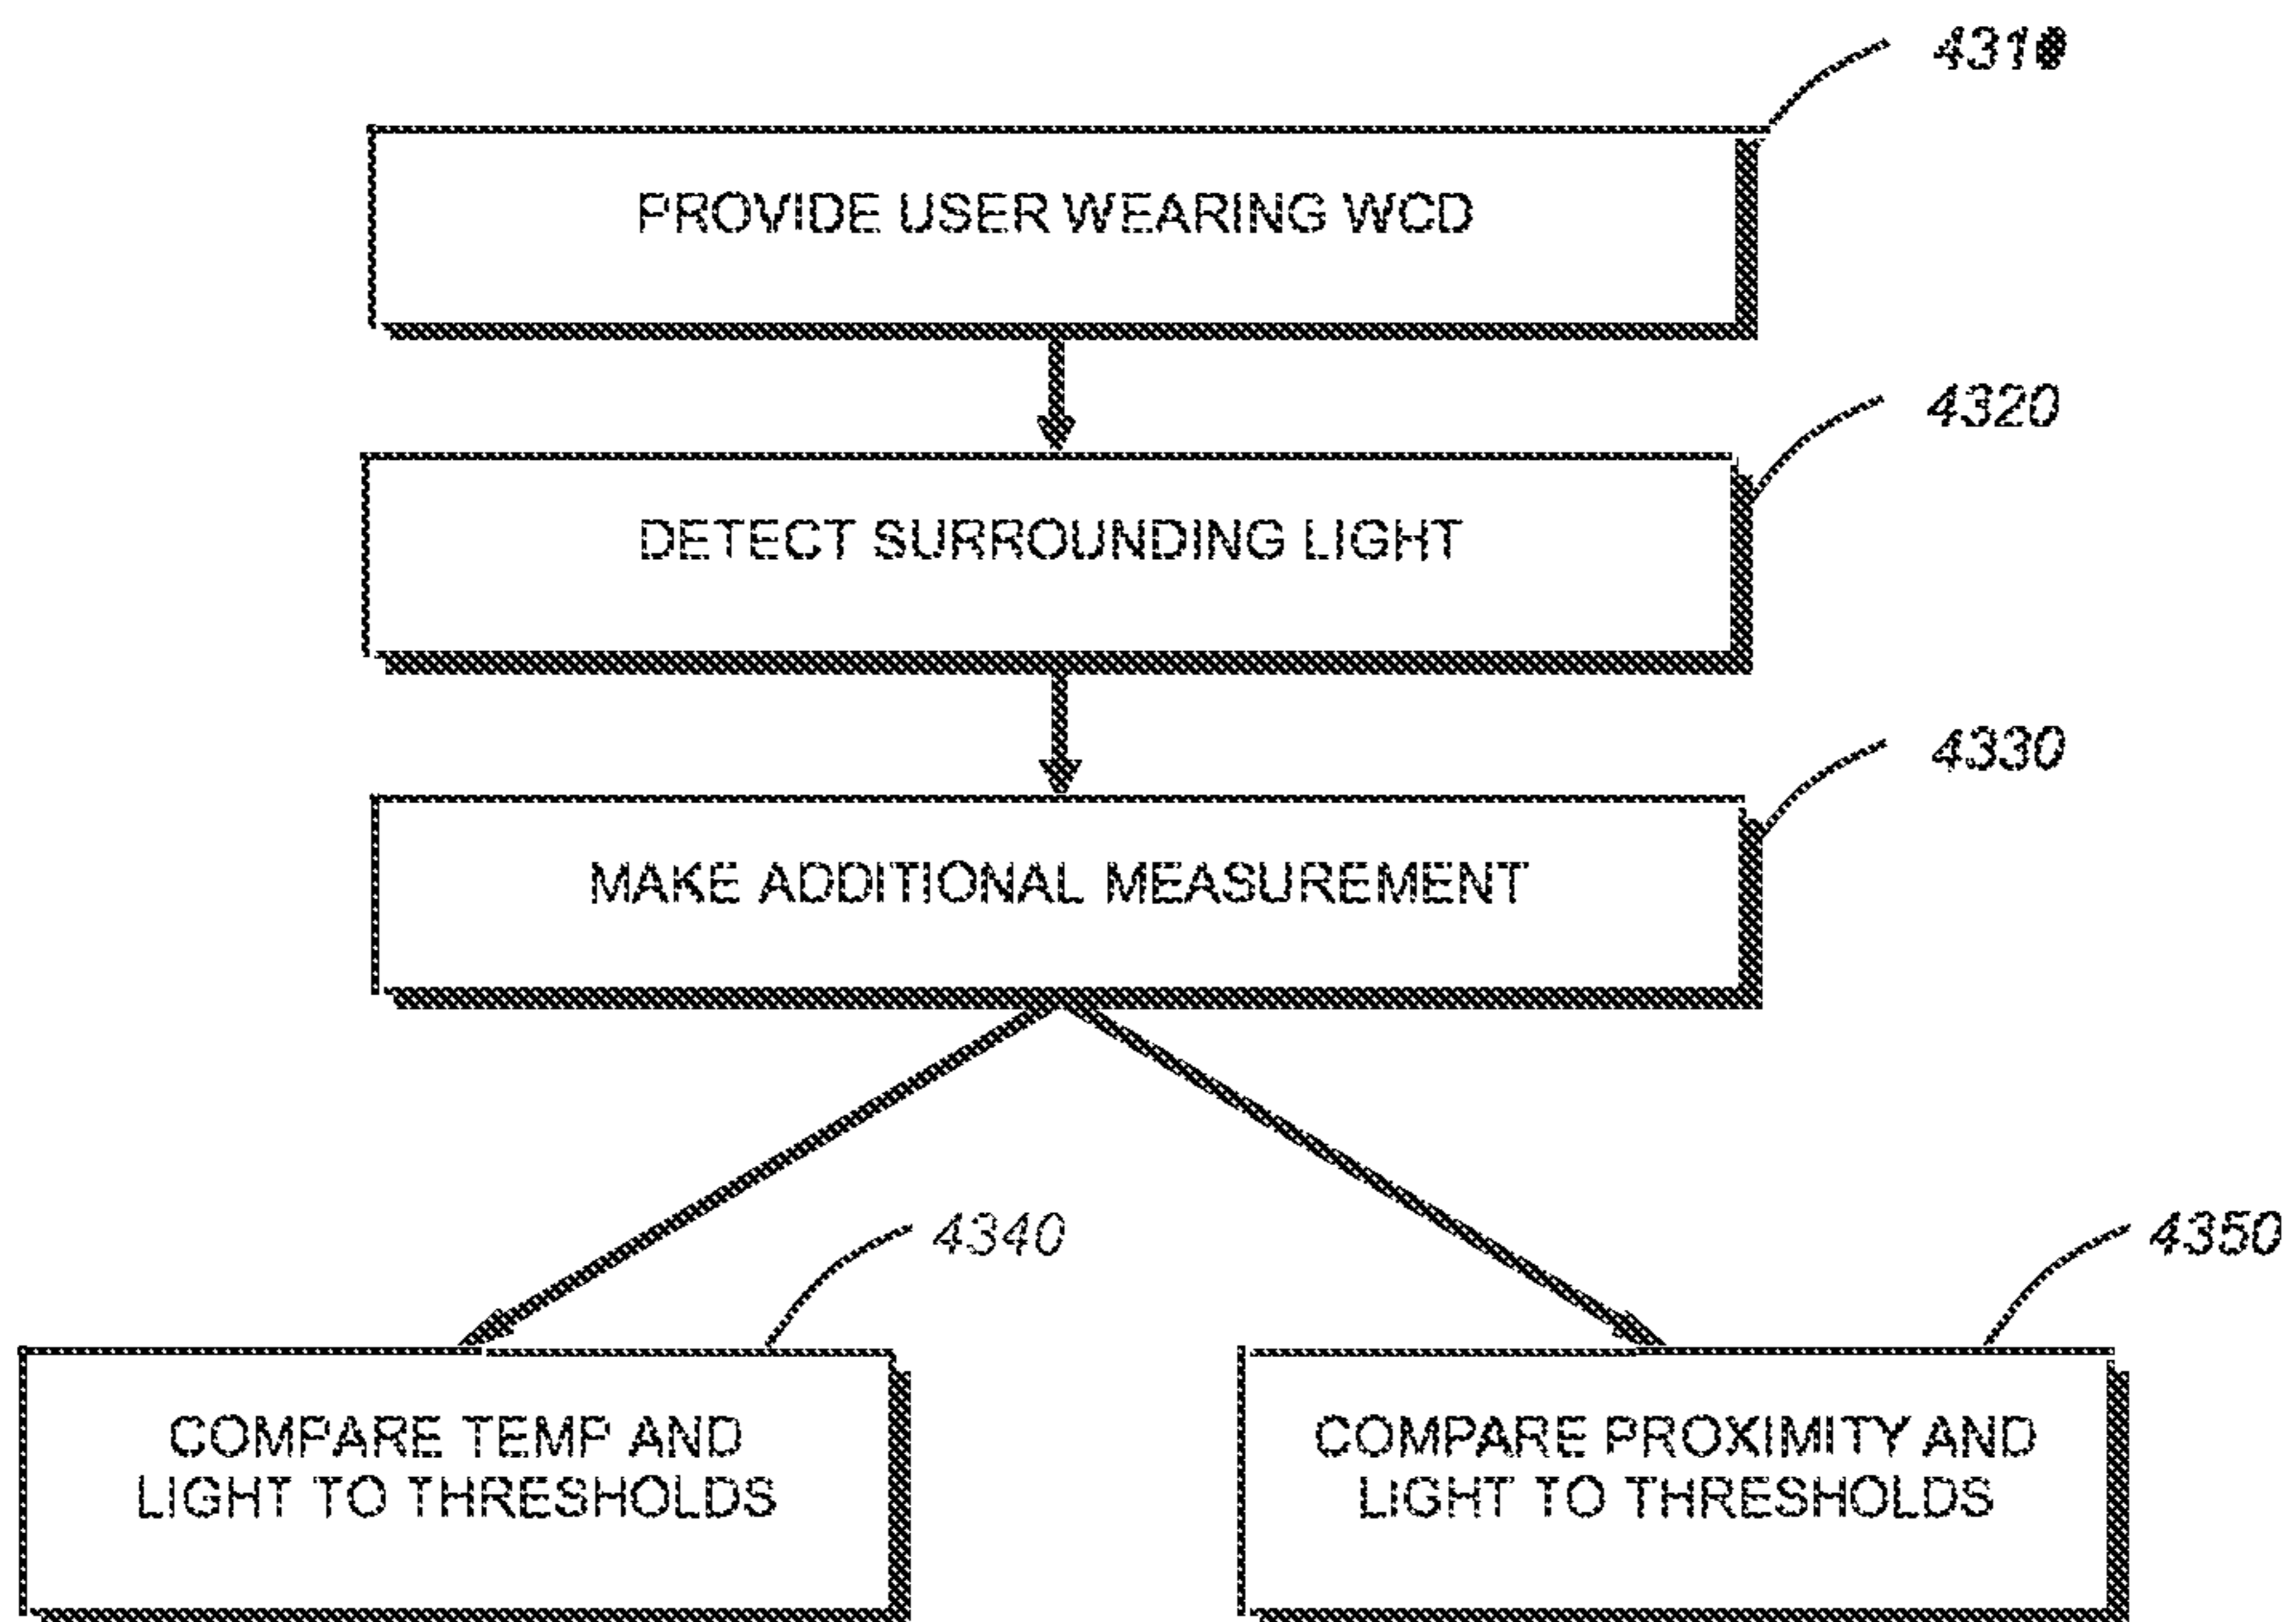 4310
PROVIDE USER WEARING WCD
4320
DETECT SURROUNDING LIGHT
4330
MAKE ADDITIONAL MEASUREMENT
4340
COMPARE TEMP AND
LIGHT TO THRESHOLDS
4350
COMPARE PROXIMITY AND
LIGHT TO THRESHOLDS